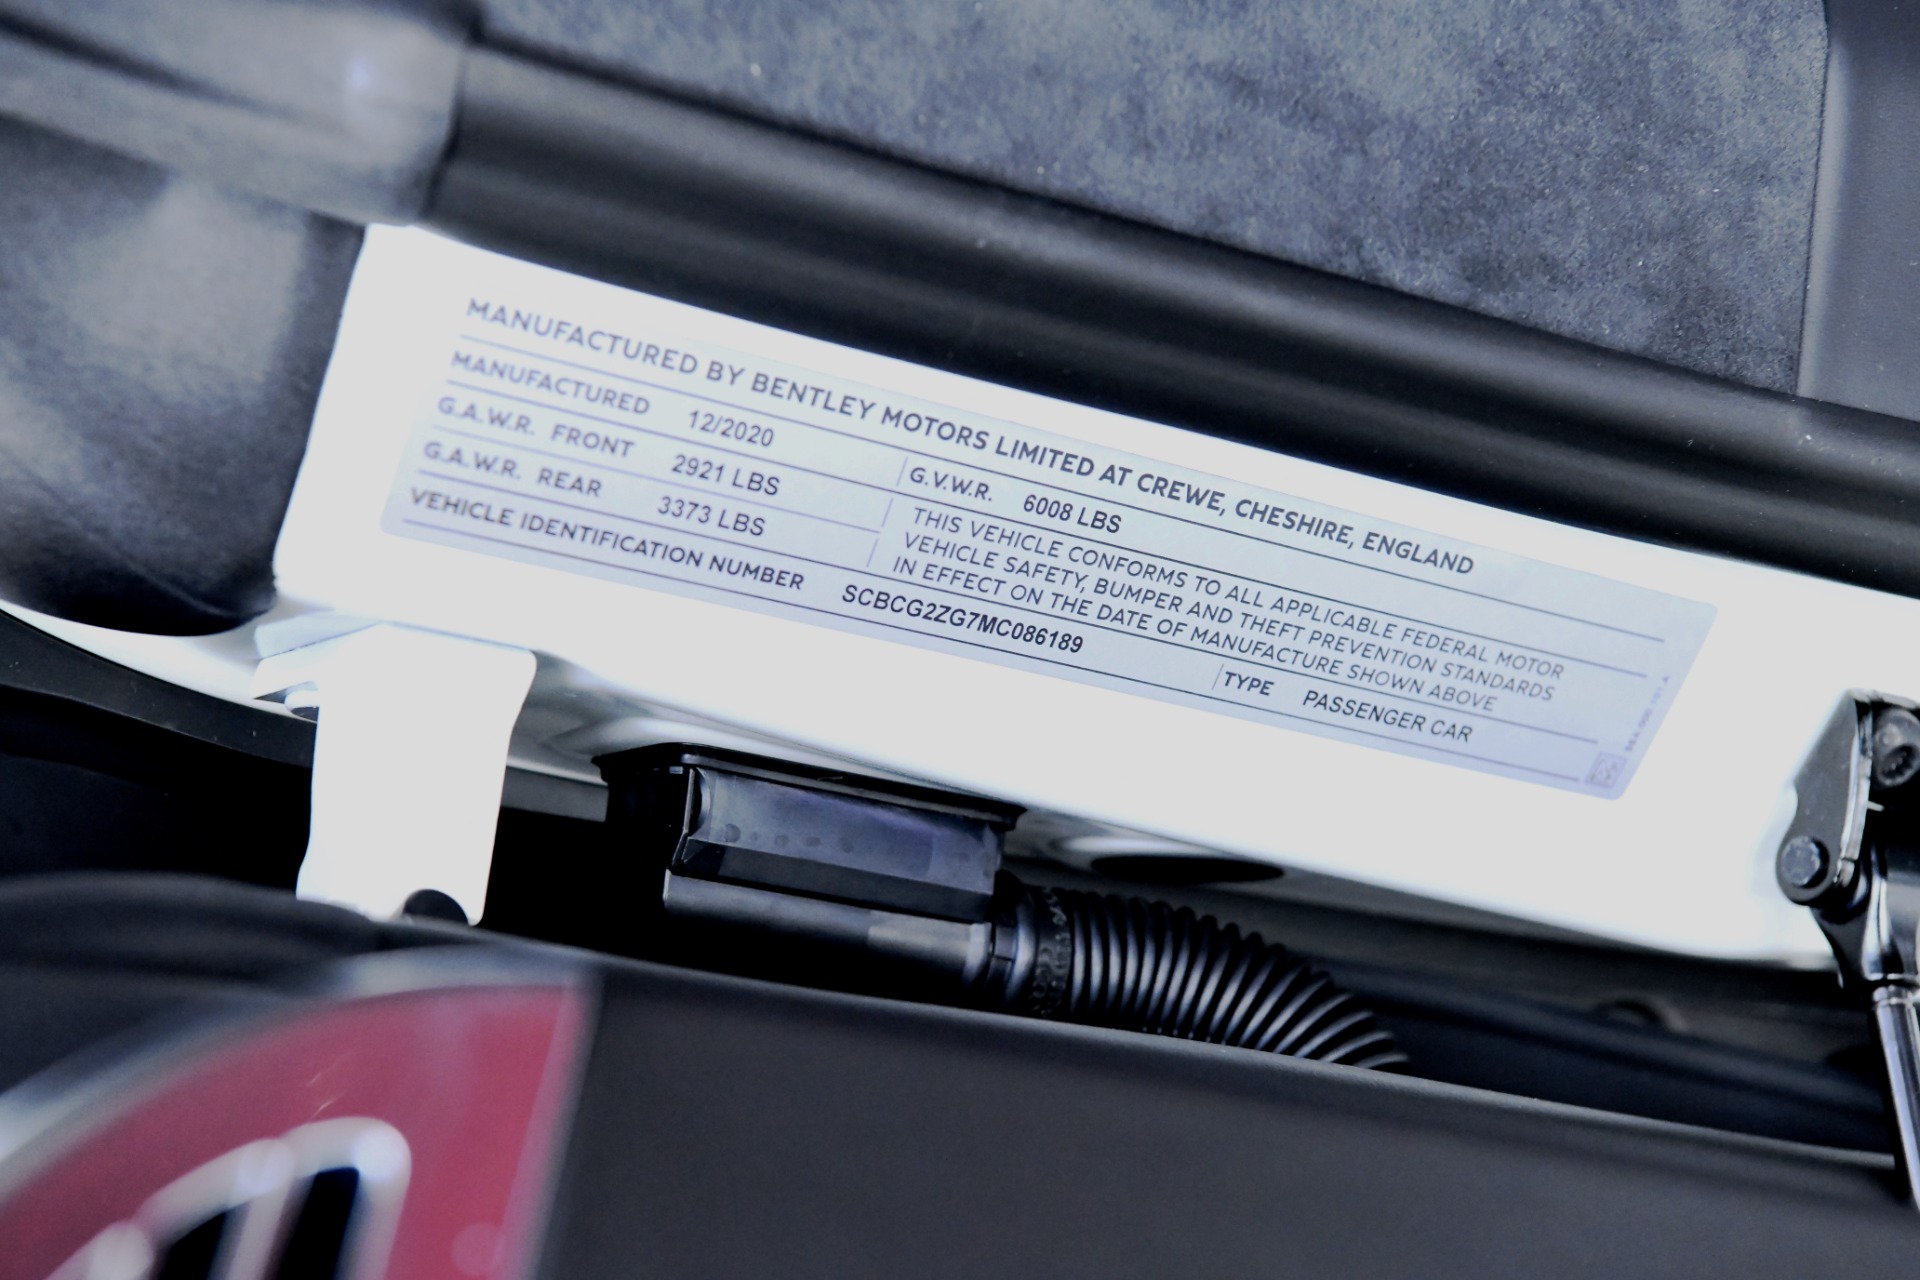 MANUFACTURED BY BENTLEY MOTORS LIMITED AT CREWE, CHESHIRE, ENGLAND
MANUFACTURED 12/2020 G.V.W.R. 6008 LBS
G.A.W.R. FRONT 2921 LBS
G.A.W.R. REAR 3373 LBS
THIS VEHICLE CONFORMS TO ALL APPLICABLE FEDERAL MOTOR
VEHICLE SAFETY, BUMPER AND THEFT PREVENTION STANDARDS
IN EFFECT ON THE DATE OF MANUFACTURE SHOWN ABOVE
VEHICLE IDENTIFICATION NUMBER SCBCG2ZG7MC086189 TYPE PASSENGER CAR